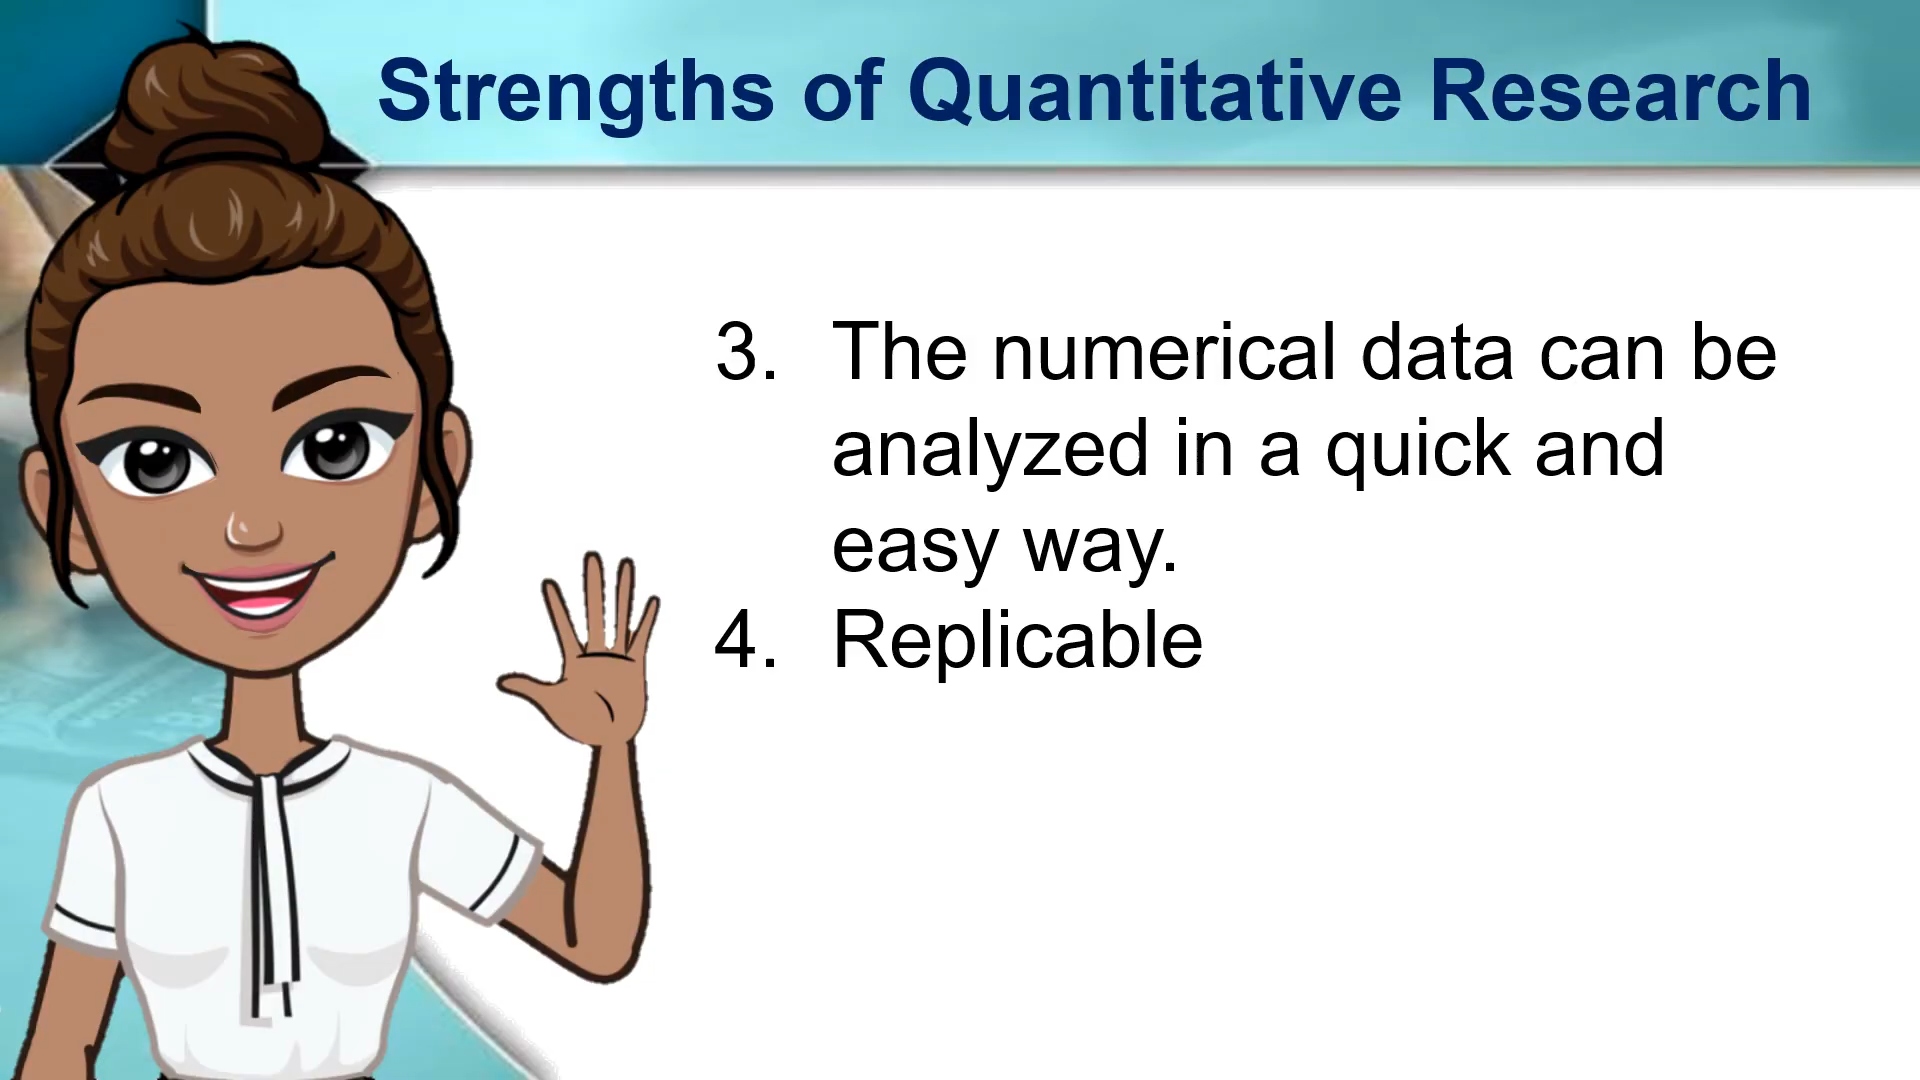 Strengths of Quantitative Research
3. The numerical data can be
analyzed in a quick and
easy way.
4. Replicable